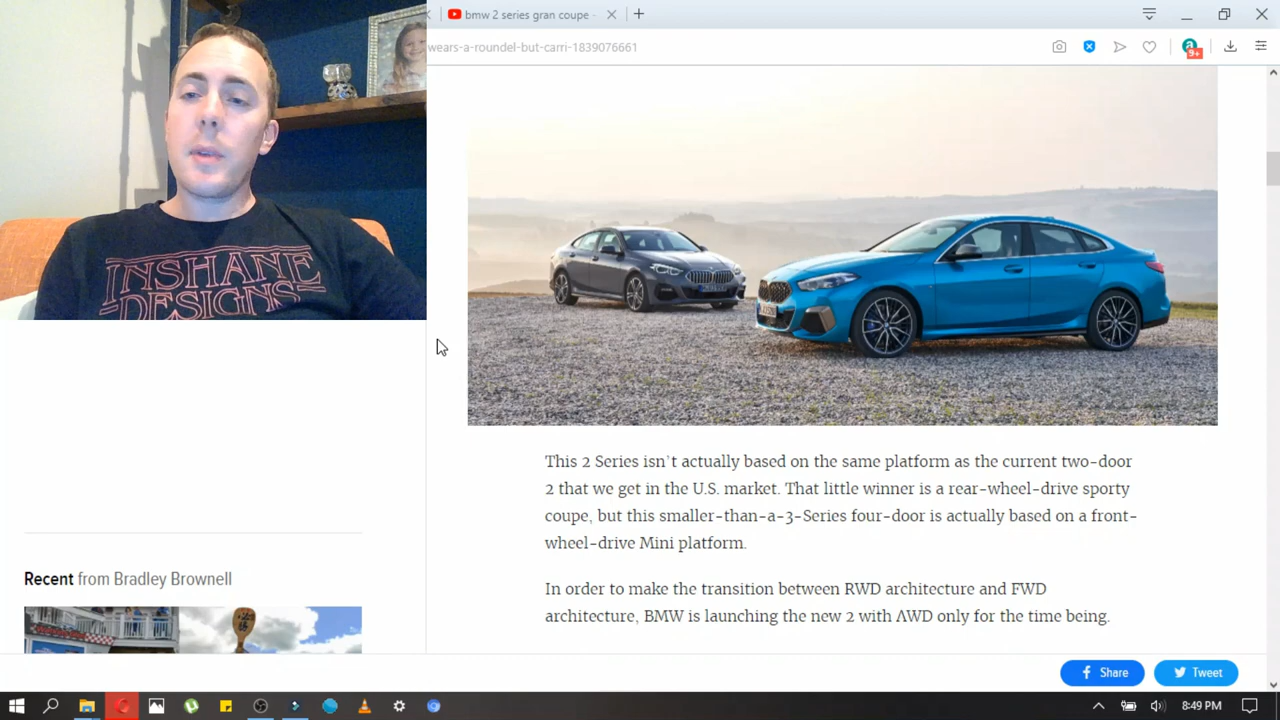 bmw 2 series gran coupe -
wears-a-roundel-but-carri-1839076661
9+
INSHANE
-DESIGNS-
This 2 Series isn't actually based on the same platform as the current two-door
2 that we get in the U.S. market. That little winner is a rear-wheel-drive sporty
coupe, but this smaller-than-a-3-Series four-door is actually based on a front-
wheel-drive Mini platform.
In order to make the transition between RWD architecture and FWD
architecture, BMW is launching the new 2 with AWD only for the time being.
Recent from Bradley Brownell
Share
Tweet
8:49 PM